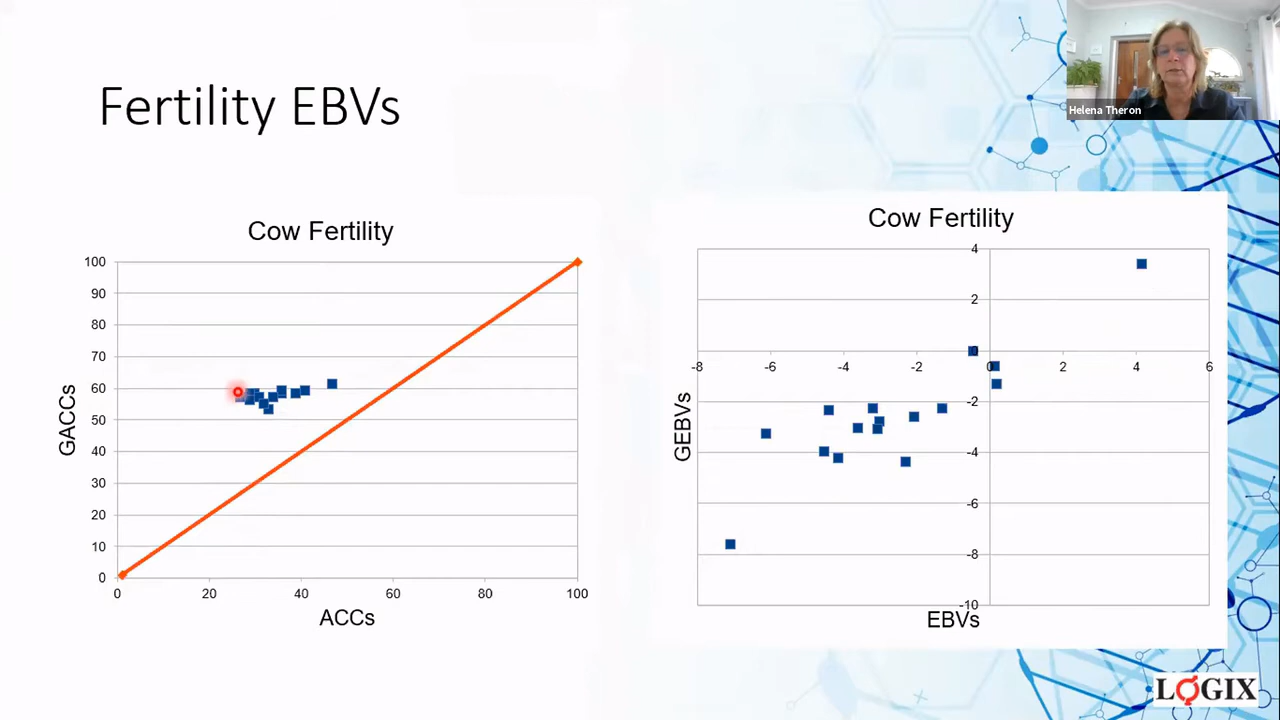 Helena Theron
Fertility EBVs
Cow Fertility
100
90
80
70
60
50
40
30
20
10
0
0 20 40 60 80 100
GACCs
ACCs
Cow Fertility
4
2
0
-2
-4
-6
-8
-10
-8 -6 -4 -2 0 2 4 6
GEBVs
EBVs
LOGIX